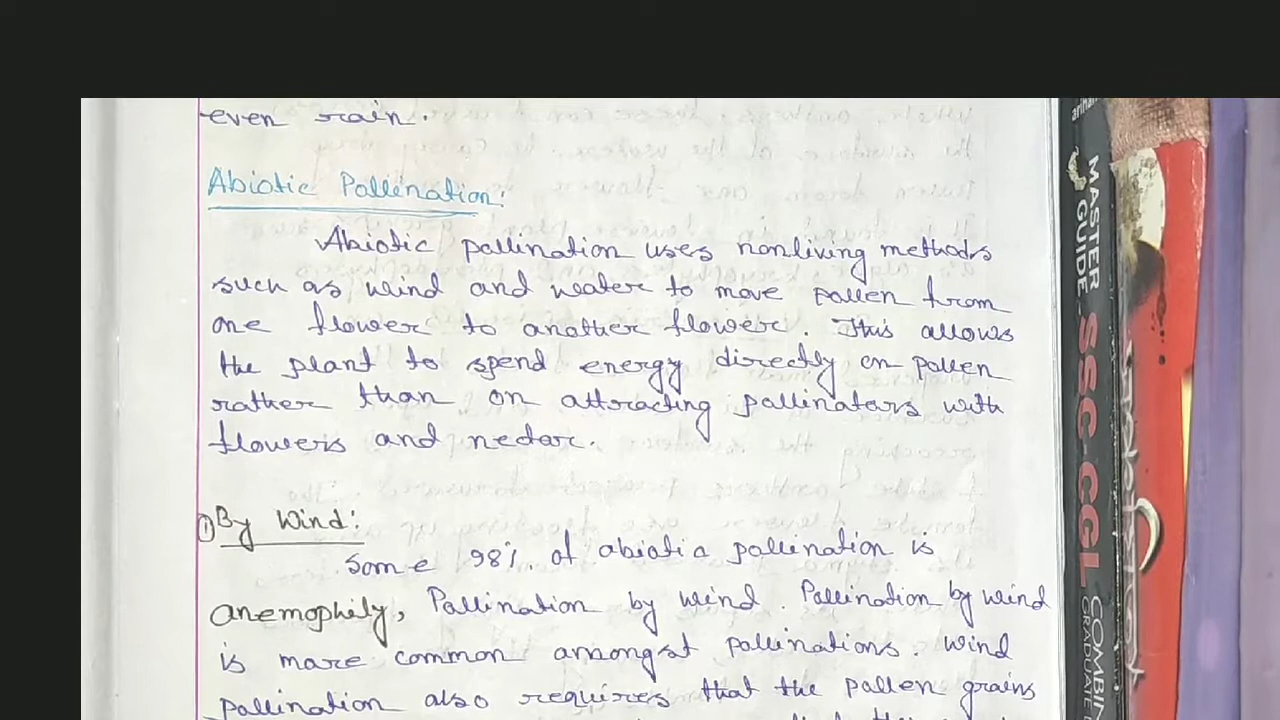 even rain.
Abiotic Pollination:
Abiotic pollination uses nonliving methods
such as wind and water to move pollen from
one flower to another flower. This allows
the plant to spend energy directly on pollen
rather than on attracting pollinators with
flowers and nectar.
① By Wind:
Some 98% of abiotic pollination is
anemophily, Pollination by wind. Pollination by wind
is more common amongst pollinations. Wind
pollination also requires that the pollen grains
MASTER
GUIDE
SSC-CGL
COMBIN
GRADUATE